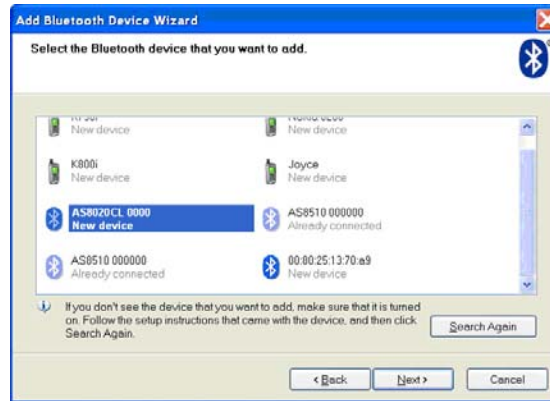 Add Bluetooth Device Wizard
Select the Bluetooth device that you want to add.
New device
New device
K800i
New device
Joyce
New device
AS8020CL 0000
New device
AS8510 000000
Already connected
AS8510 000000
Already connected
00:80:25:13:70:a9
New device
If you don't see the device that you want to add, make sure that it is turned
on. Follow the setup instructions that came with the device, and then click
Search Again.
Search Again
< Back
Next >
Cancel